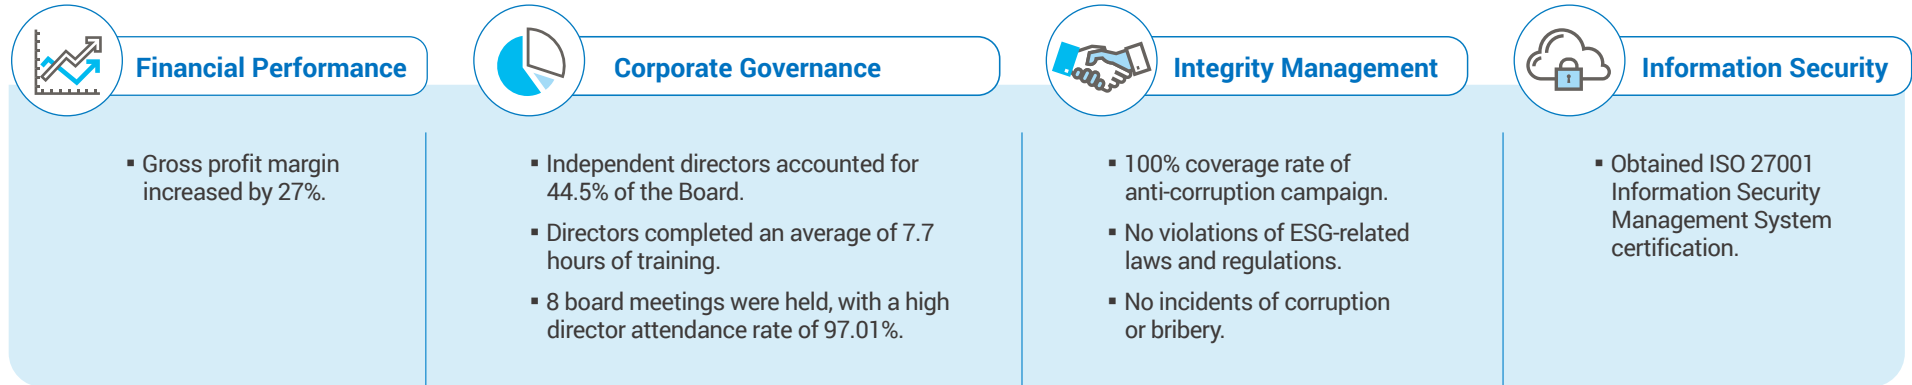 Financial Performance
▪ Gross profit margin
increased by 27%.
Corporate Governance
▪ Independent directors accounted for
44.5% of the Board.
▪ Directors completed an average of 7.7
hours of training.
▪ 8 board meetings were held, with a high
director attendance rate of 97.01%.
Integrity Management
▪ 100% coverage rate of
anti-corruption campaign.
▪ No violations of ESG-related
laws and regulations.
▪ No incidents of corruption
or bribery.
Information Security
▪ Obtained ISO 27001
Information Security
Management System
certification.